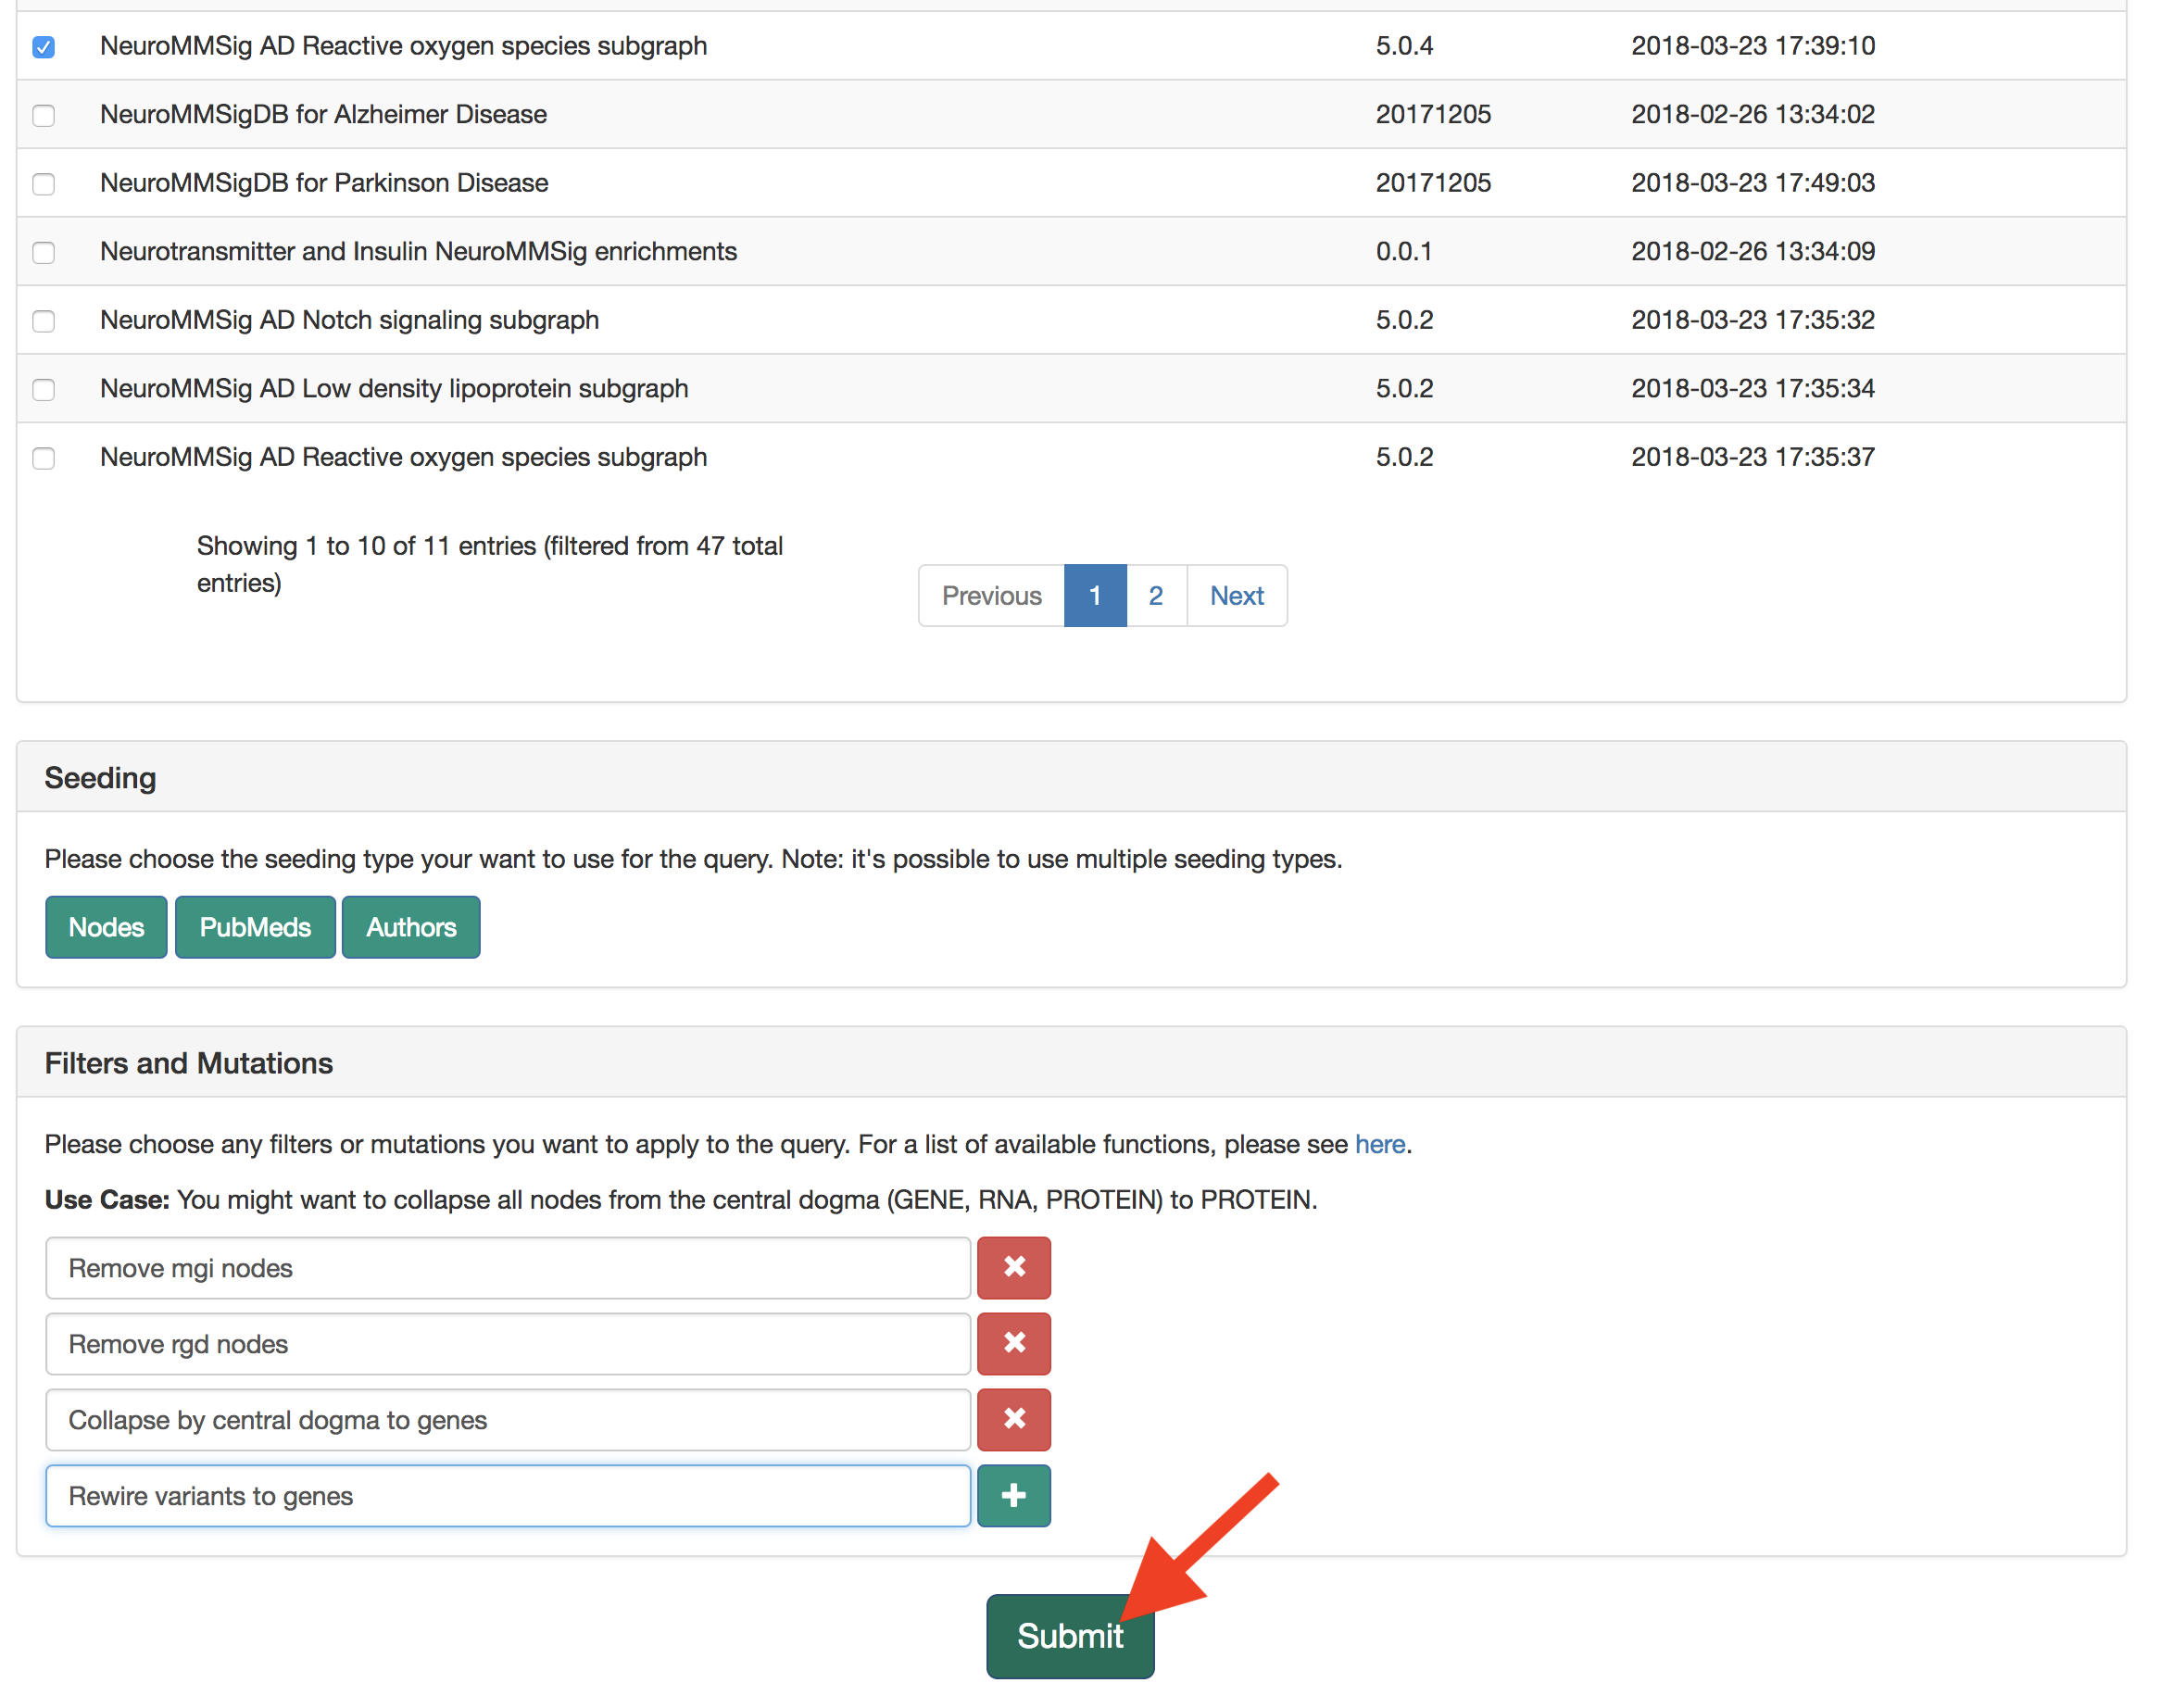 NeuroMMSig AD Reactive oxygen species subgraph 5.0.4 2018-03-23 17:39:10
NeuroMMSigDB for Alzheimer Disease 20171205 2018-02-26 13:34:02
NeuroMMSigDB for Parkinson Disease 20171205 2018-03-23 17:49:03
Neurotransmitter and Insulin NeuroMMSig enrichments 0.0.1 2018-02-26 13:34:09
NeuroMMSig AD Notch signaling subgraph 5.0.2 2018-03-23 17:35:32
NeuroMMSig AD Low density lipoprotein subgraph 5.0.2 2018-03-23 17:35:34
NeuroMMSig AD Reactive oxygen species subgraph 5.0.2 2018-03-23 17:35:37
Showing 1 to 10 of 11 entries (filtered from 47 total
entries)
Previous 1 2 Next
Seeding
Please choose the seeding type your want to use for the query. Note: it's possible to use multiple seeding types.
Nodes PubMeds Authors
Filters and Mutations
Please choose any filters or mutations you want to apply to the query. For a list of available functions, please see here.
Use Case: You might want to collapse all nodes from the central dogma (GENE, RNA, PROTEIN) to PROTEIN.
Remove mgi nodes
Remove rgd nodes
Collapse by central dogma to genes
Rewire variants to genes
Submit